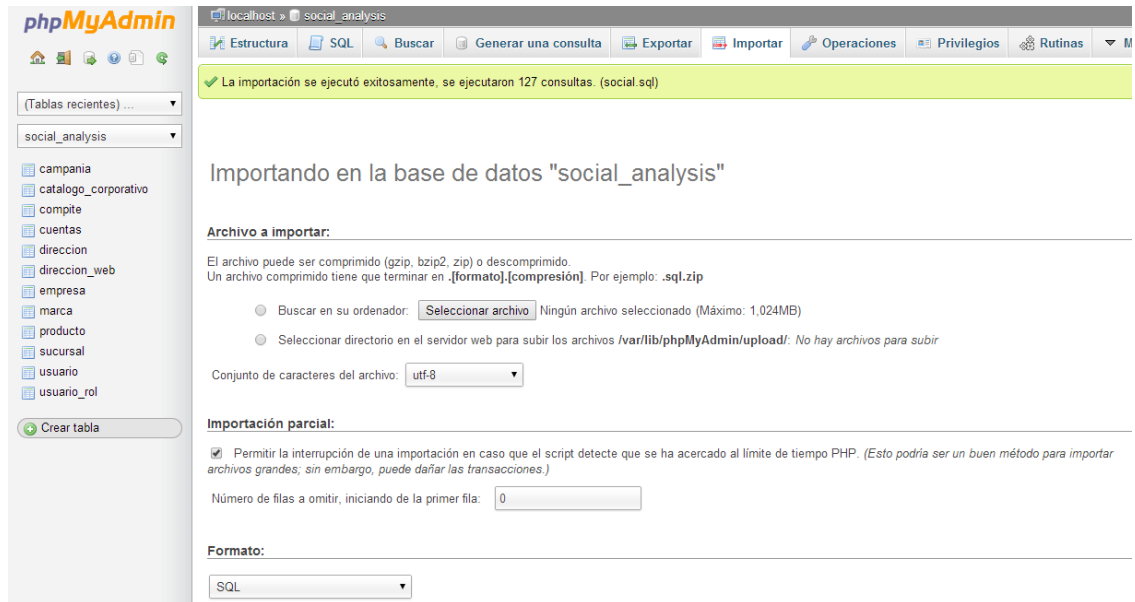 phpMyAdmin
(Tablas recientes) ...
social_analysis
campania
catalogo_corporativo
compite
cuentas
direccion
direccion_web
empresa
marca
producto
sucursal
usuario
usuario_rol
Crear tabla
localhost » social_analysis
Estructura SQL Buscar Generar una consulta Exportar Importar Operaciones Privilegios Rutinas M
La importación se ejecutó exitosamente, se ejecutaron 127 consultas. (social.sql)
Importando en la base de datos "social_analysis"
Archivo a importar:
El archivo puede ser comprimido (gzip, bzip2, zip) o descomprimido.
Un archivo comprimido tiene que terminar en .[formato].[compresión]. Por ejemplo: .sql.zip
Buscar en su ordenador: Seleccionar archivo Ningún archivo seleccionado (Máximo: 1,024MB)
Seleccionar directorio en el servidor web para subir los archivos /var/lib/phpMyAdmin/upload/: No hay archivos para subir
Conjunto de caracteres del archivo: utf-8
Importación parcial:
Permitir la interrupción de una importación en caso que el script detecte que se ha acercado al límite de tiempo PHP. (Esto podría ser un buen método para importar
archivos grandes; sin embargo, puede dañar las transacciones.)
Número de filas a omitir, iniciando de la primer fila: 0
Formato:
SQL